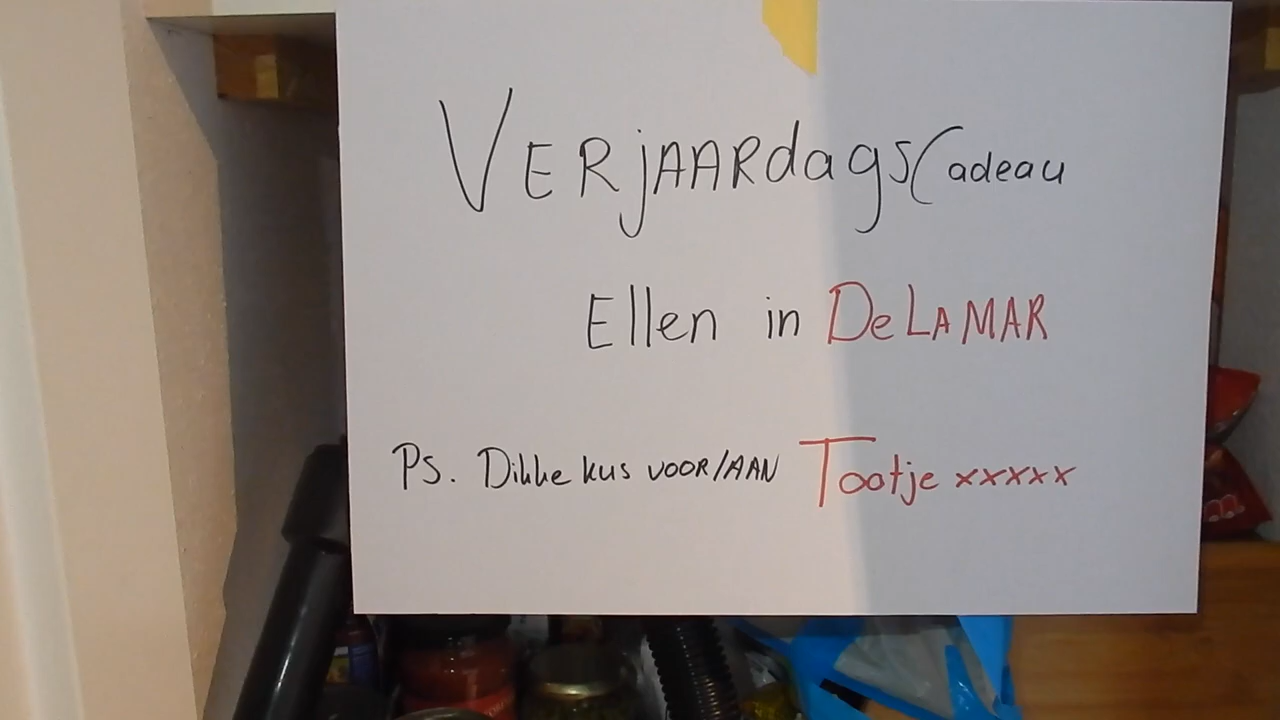 VERjAARdagsCadeau
Ellen in DeLAMAR
Ps. Dikke kus VOOR/AAN Tootje xxxxx